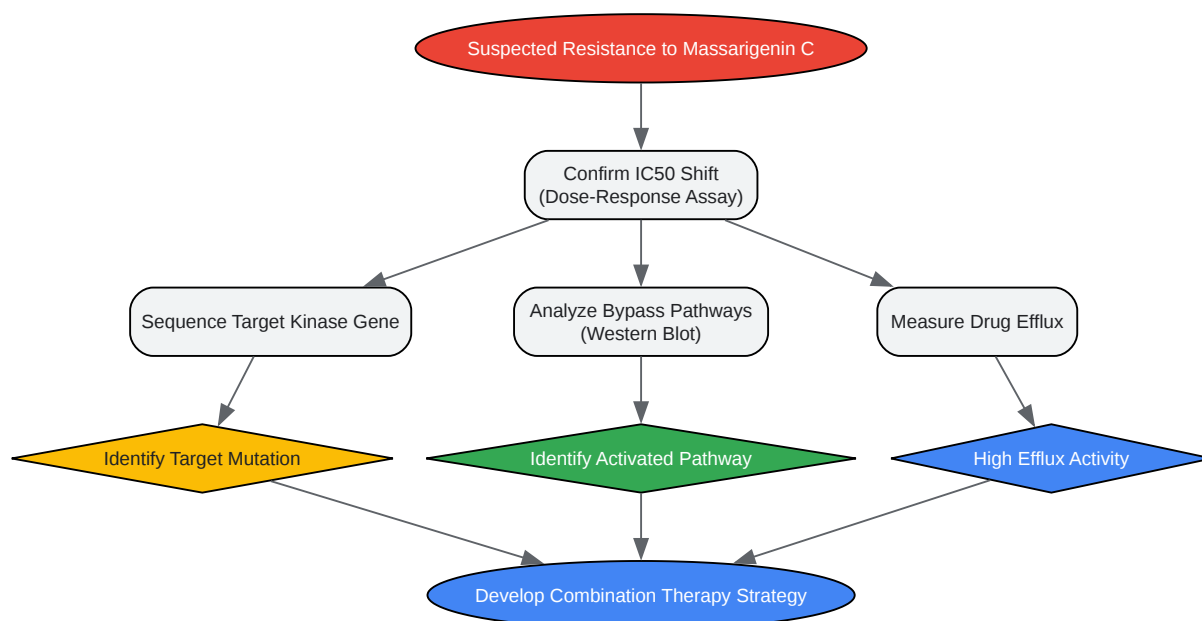 Suspected Resistance to Massarigenin C
Confirm IC50 Shift
(Dose-Response Assay)
Sequence Target Kinase Gene
Analyze Bypass Pathways
(Western Blot)
Measure Drug Efflux
Identify Target Mutation
Identify Activated Pathway
High Efflux Activity
Develop Combination Therapy Strategy